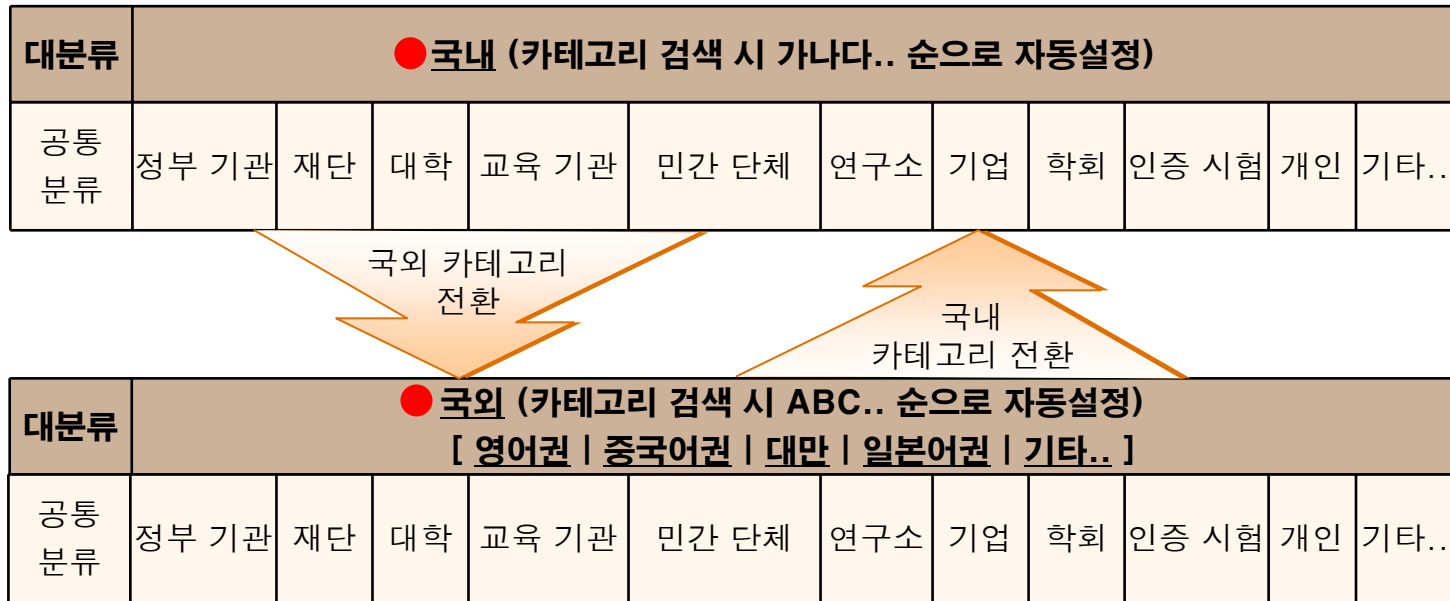 대분류 ●국내 (카테고리 검색 시 가나다.. 순으로 자동설정)
공통
분류
정부 기관 재단 대학 교육 기관 민간 단체 연구소 기업 학회 인증 시험 개인 기타..
국외 카테고리
전환
국내
카테고리 전환
대분류
●국외 (카테고리 검색 시 ABC.. 순으로 자동설정)
[ 영어권 | 중국어권 | 대만 | 일본어권 | 기타.. ]
공통
분류
정부 기관 재단 대학 교육 기관 민간 단체 연구소 기업 학회 인증 시험 개인 기타..